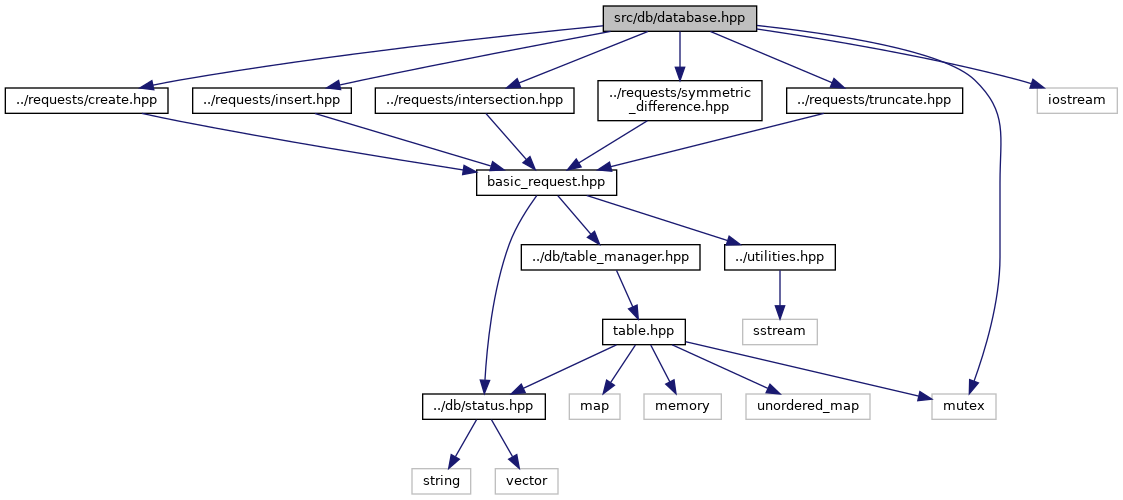 src/db/database.hpp
../requests/create.hpp
../requests/insert.hpp
../requests/intersection.hpp
../requests/symmetric
_difference.hpp
../requests/truncate.hpp
iostream
basic_request.hpp
../db/table_manager.hpp
../utilities.hpp
table.hpp
sstream
../db/status.hpp
map
memory
unordered_map
mutex
string
vector